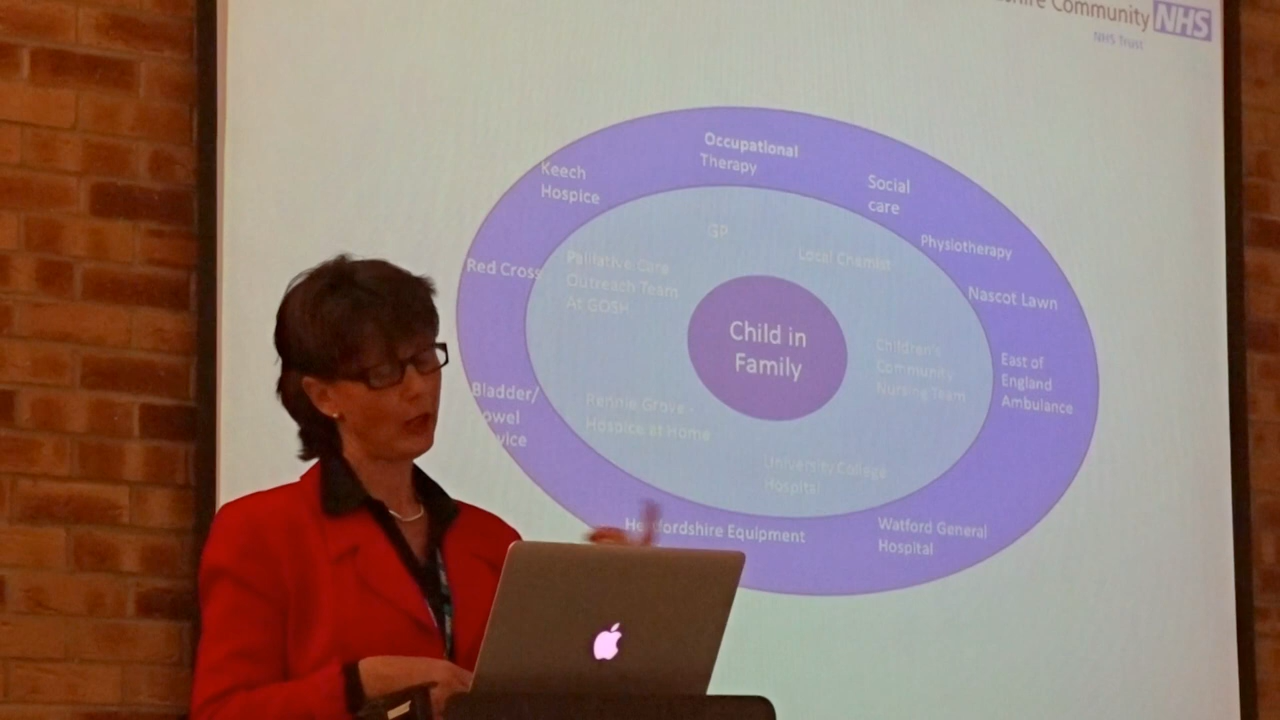 shire Community NHS
NHS Trust
Occupational
Therapy
Keech
Hospice
Social
care
GP
Physiotherapy
Local Chemist
Palliative Care
Outreach Team
At GOSH
Red Cross
Nascot Lawn
Child in
Family
Children's
Community
Nursing Team
East of
England
Ambulance
Bladder/
owel
vice
Rennie Grove -
Hospice at Home
University College
Hospital
Hertfordshire Equipment
Watford General
Hospital